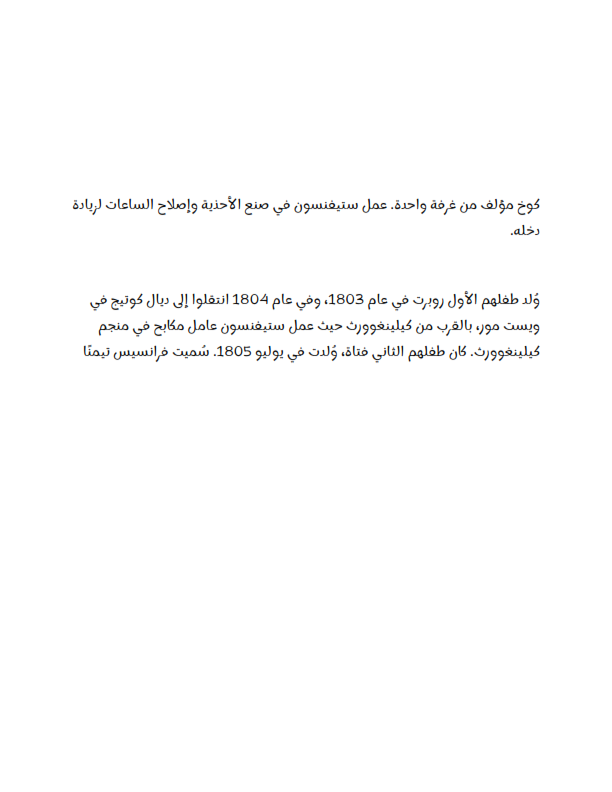 كوخ مؤلف من غرفة واحدة. عمل ستيفنسون في صنع الأحذية وإصلاح الساعات لزيادة
دخله.
وُلد طفلهم الأول روبرت في عام 1803، وفي عام 1804 انتقلوا إلى ديال كوتيج في
ويست مور، بالقرب من كيلينغوورث حيث عمل ستيفنسون عامل مكابح في منجم
كيلينغوورث. كان طفلهم الثاني فتاة، وُلدت في يوليو 1805. سُميت فرانسيس تيمنًا